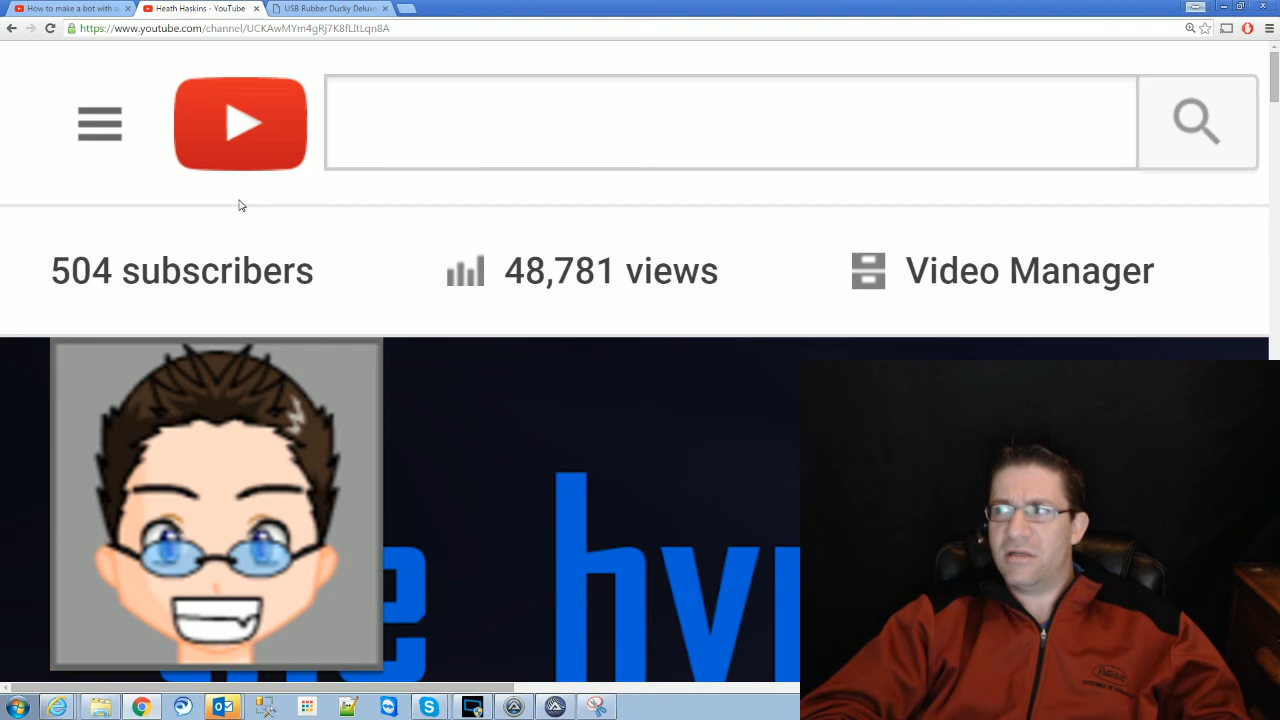 How to make a bot with a
Heath Haskins - YouTube
USB Rubber Ducky Deluxe
https://www.youtube.com/channel/UCKAwMYm4gRj7K8fLItLqn8A
504 subscribers
48,781 views
Video Manager